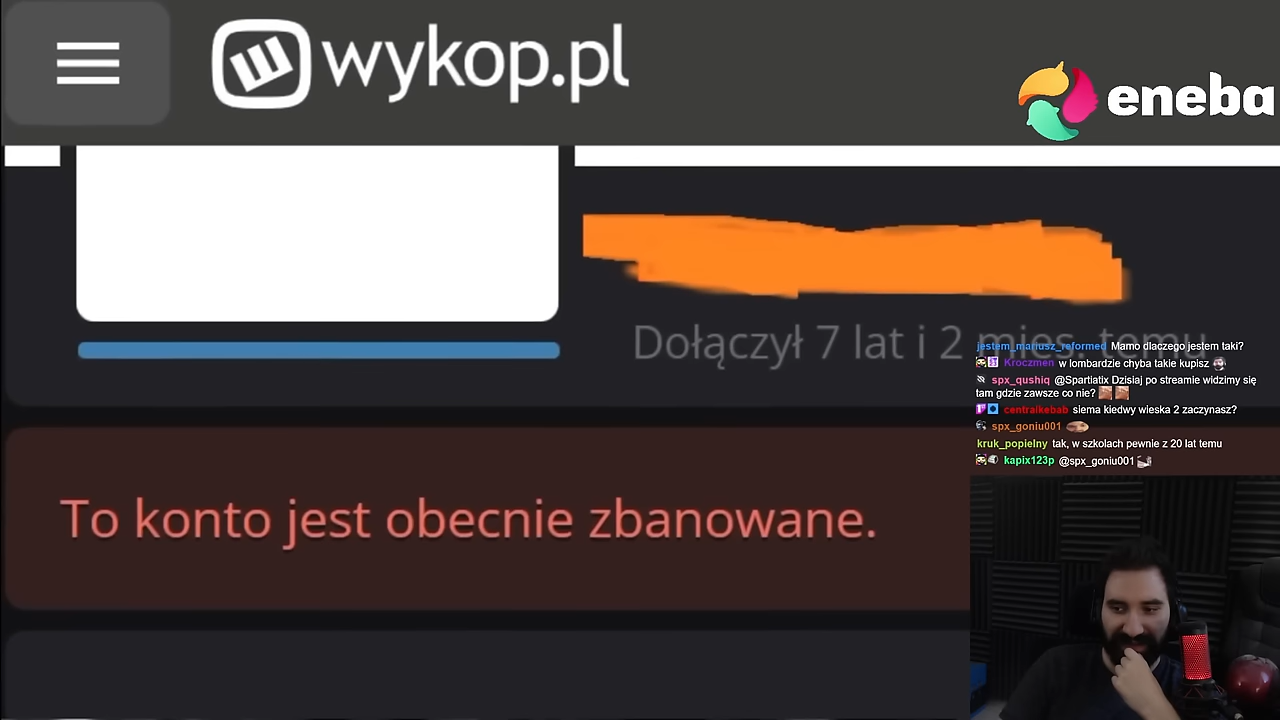 wykop.pl
eneba
Dołączył 7 lat i 2 mies. temu
jestem_mariusz_reformed Mamo dlaczego jestem taki?
Kroczmen w lombardzie chyba takie kupisz
spx_qushiq @Spartiatix Dzisiaj po streamie widzimy się
tam gdzie zawsze co nie?
centralkebab siema kiedwy wieska 2 zaczynasz?
spx_goniu001
kruk_popielny tak, w szkolach pewnie z 20 lat temu
kapix123p @spx_goniu001
To konto jest obecnie zbanowane.